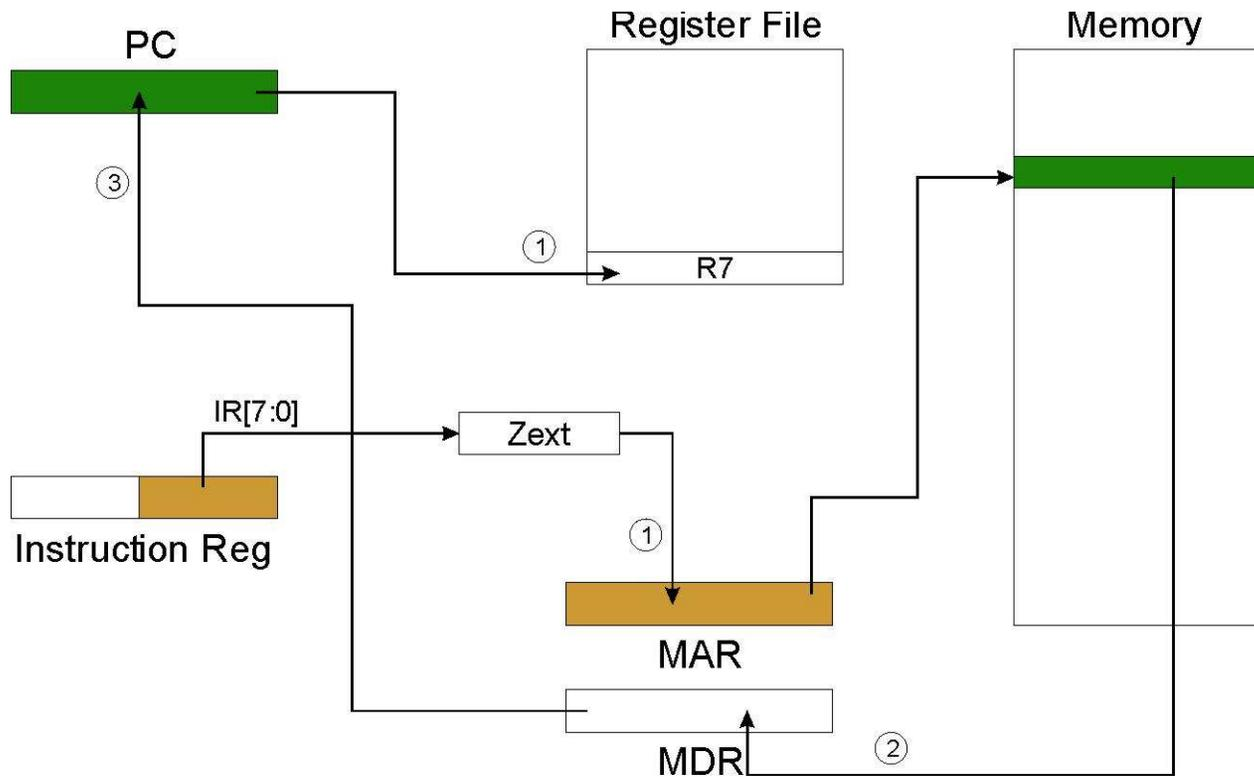 Register File
Memory
PC
3
1
R7
IR[7:0]
Zext
Instruction Reg
1
MAR
MDR
2